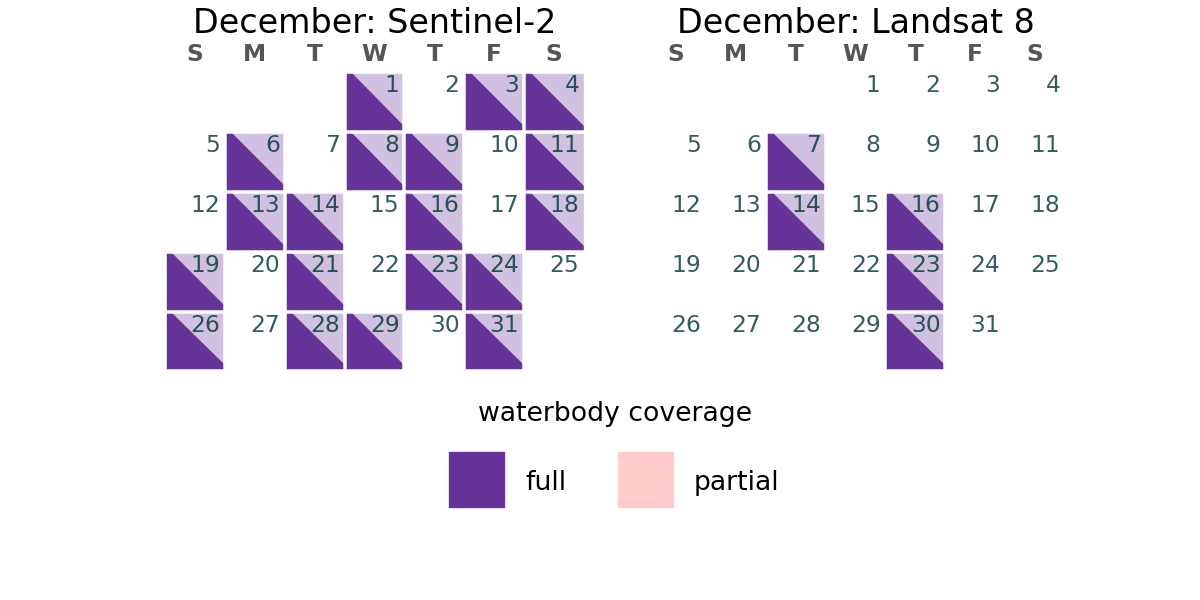 December: Sentinel-2
S M T W T F S
1 2 3 4
5 6 7 8 9 10 11
12 13 14 15 16 17 18
19 20 21 22 23 24 25
26 27 28 29 30 31
December: Landsat 8
S M T W T F S
1 2 3 4
5 6 7 8 9 10 11
12 13 14 15 16 17 18
19 20 21 22 23 24 25
26 27 28 29 30 31
waterbody coverage
full
partial